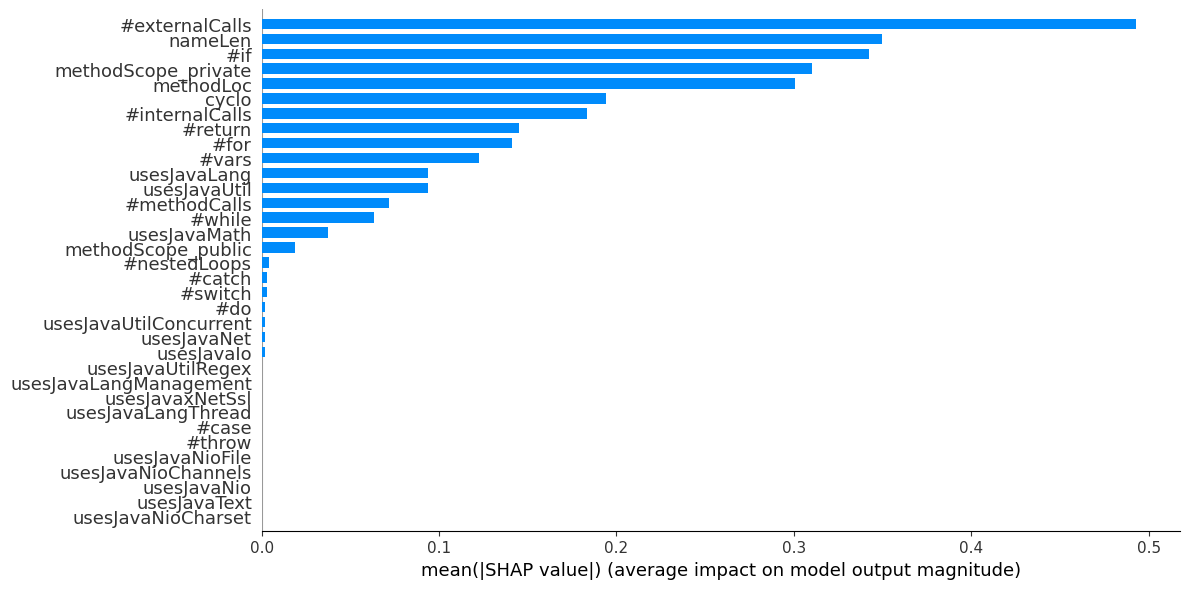 #externalCalls
nameLen
#if
methodScope_private
methodLoc
cyclo
#internalCalls
#return
#for
#vars
usesJavaLang
usesJavaUtil
#methodCalls
#while
usesJavaMath
methodScope_public
#nestedLoops
#catch
#switch
#do
usesJavaUtilConcurrent
usesJavaNet
usesJavaIo
usesJavaUtilRegex
usesJavaLangManagement
usesJavaxNetSsl
usesJavaLangThread
#case
#throw
usesJavaNioFile
usesJavaNioChannels
usesJavaNio
usesJavaText
usesJavaNioCharset
0.0 0.1 0.2 0.3 0.4 0.5
mean(|SHAP value|) (average impact on model output magnitude)